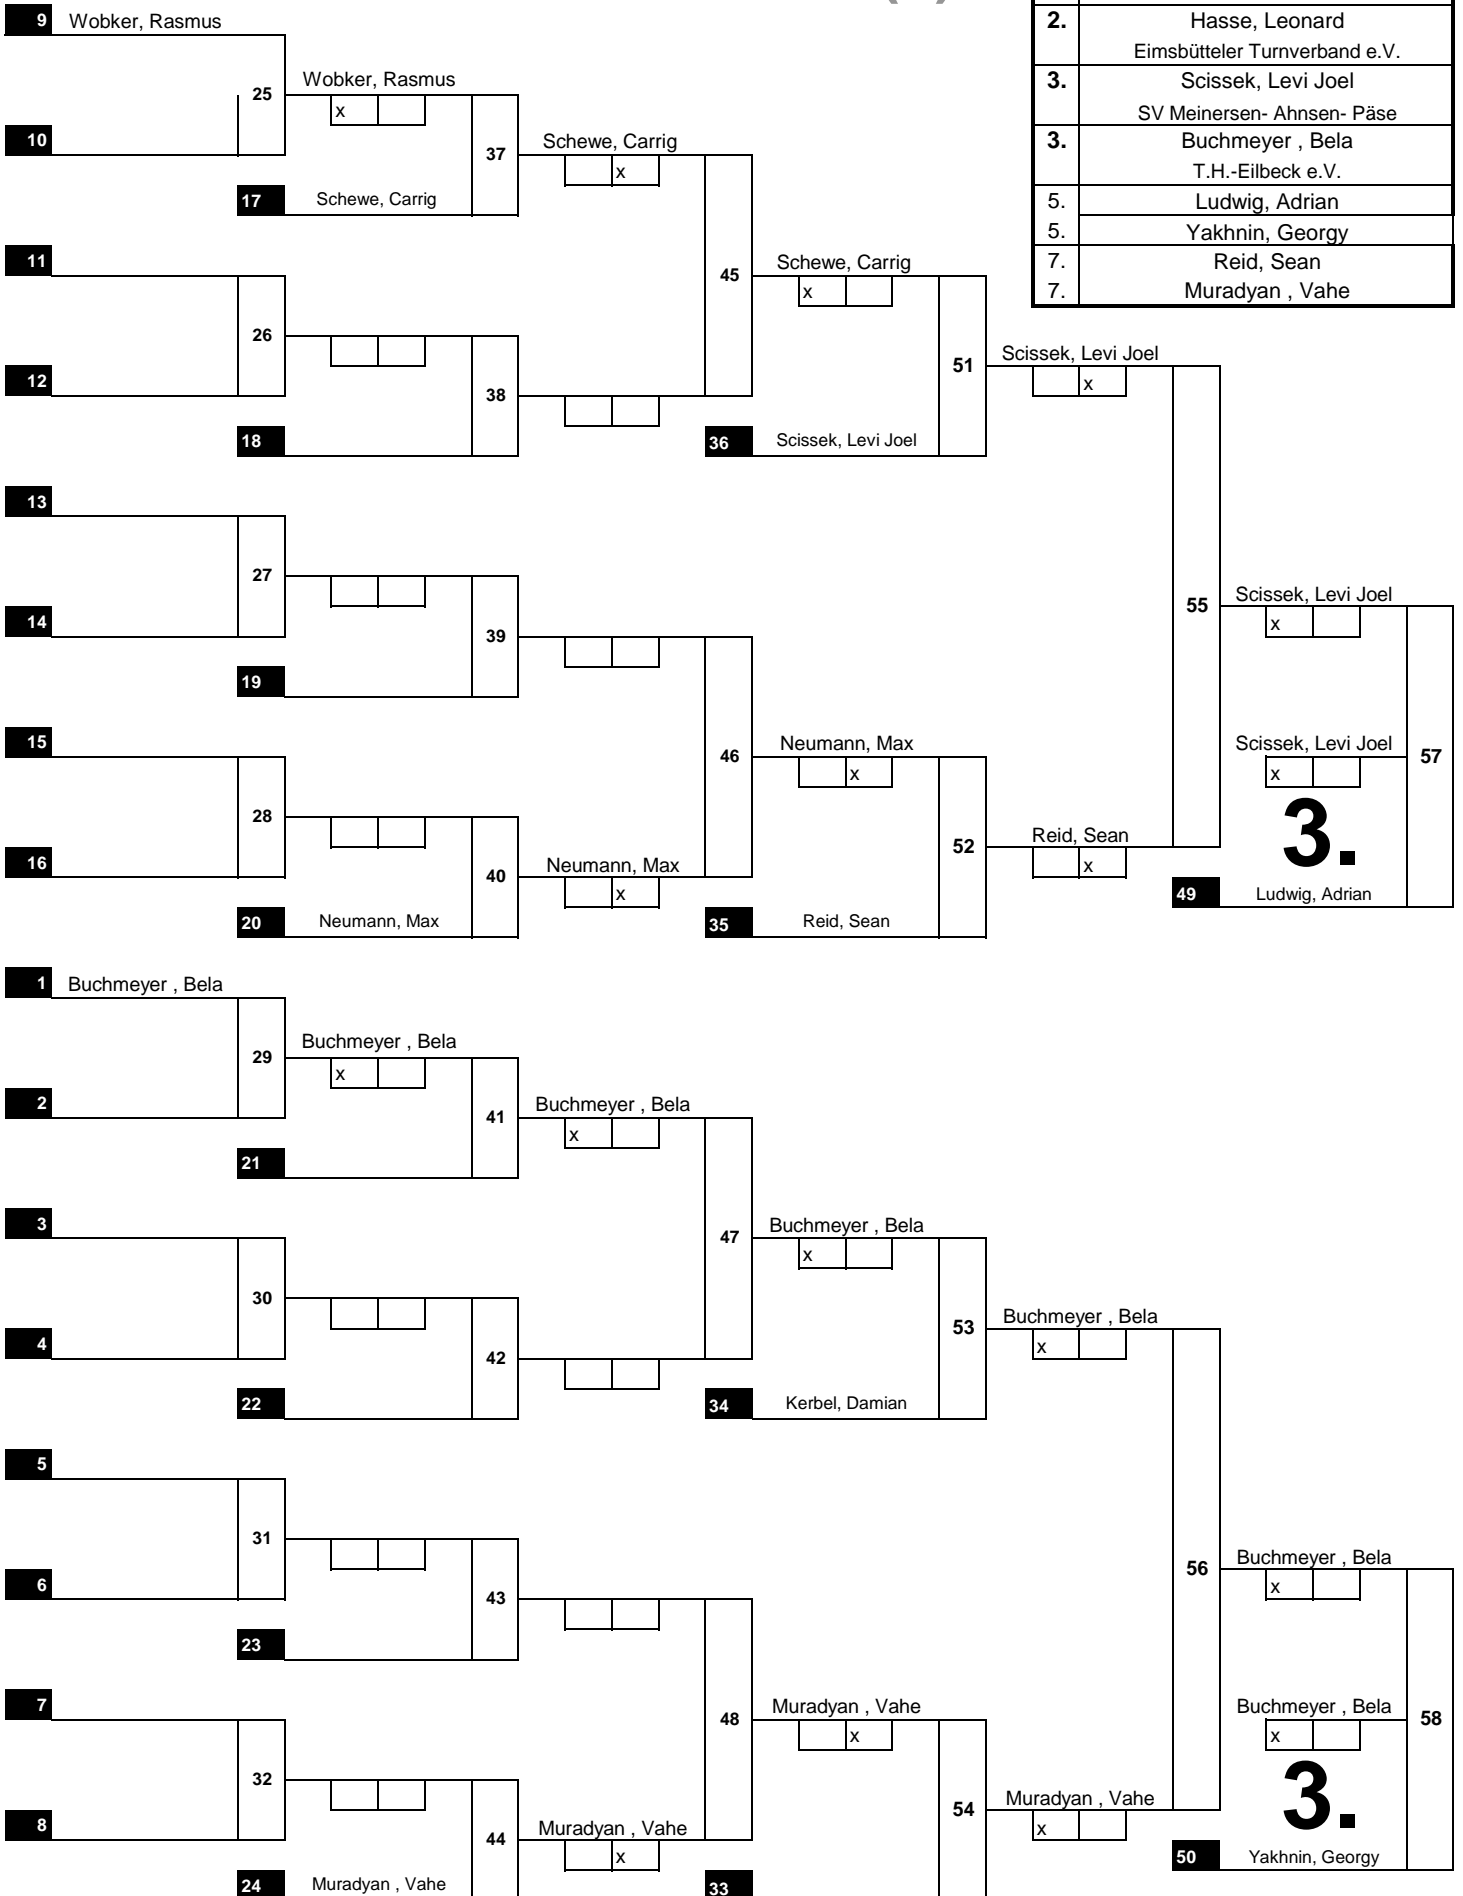 9 Wobker, Rasmus
2. Hasse, Leonard
Eimsbütteler Turnverband e.V.
3. Scissek, Levi Joel
SV Meinersen- Ahnsen- Päse
3. Buchmeyer , Bela
T.H.-Eilbeck e.V.
5. Ludwig, Adrian
5. Yakhnin, Georgy
7. Reid, Sean
7. Muradyan , Vahe
25 Wobker, Rasmus
x
10
37 Schewe, Carrig
x
17 Schewe, Carrig
11
45 Schewe, Carrig
x
26
12
38
51 Scissek, Levi Joel
x
18
36 Scissek, Levi Joel
13
27
14
39
55 Scissek, Levi Joel
x
19
15
46 Neumann, Max
x
Scissek, Levi Joel 57
x
3.
28
16
40 Neumann, Max
x
52 Reid, Sean
x
49 Ludwig, Adrian
20 Neumann, Max
35 Reid, Sean
1 Buchmeyer , Bela
29 Buchmeyer , Bela
x
2
41 Buchmeyer , Bela
x
21
3
47 Buchmeyer , Bela
x
30
4
42
53 Buchmeyer , Bela
x
22
34 Kerbel, Damian
5
31
6
43
56 Buchmeyer , Bela
x
23
7
48 Muradyan , Vahe
x
Buchmeyer , Bela 58
x
3.
32
8
44 Muradyan , Vahe
x
54 Muradyan , Vahe
x
50 Yakhnin, Georgy
24 Muradyan , Vahe
33